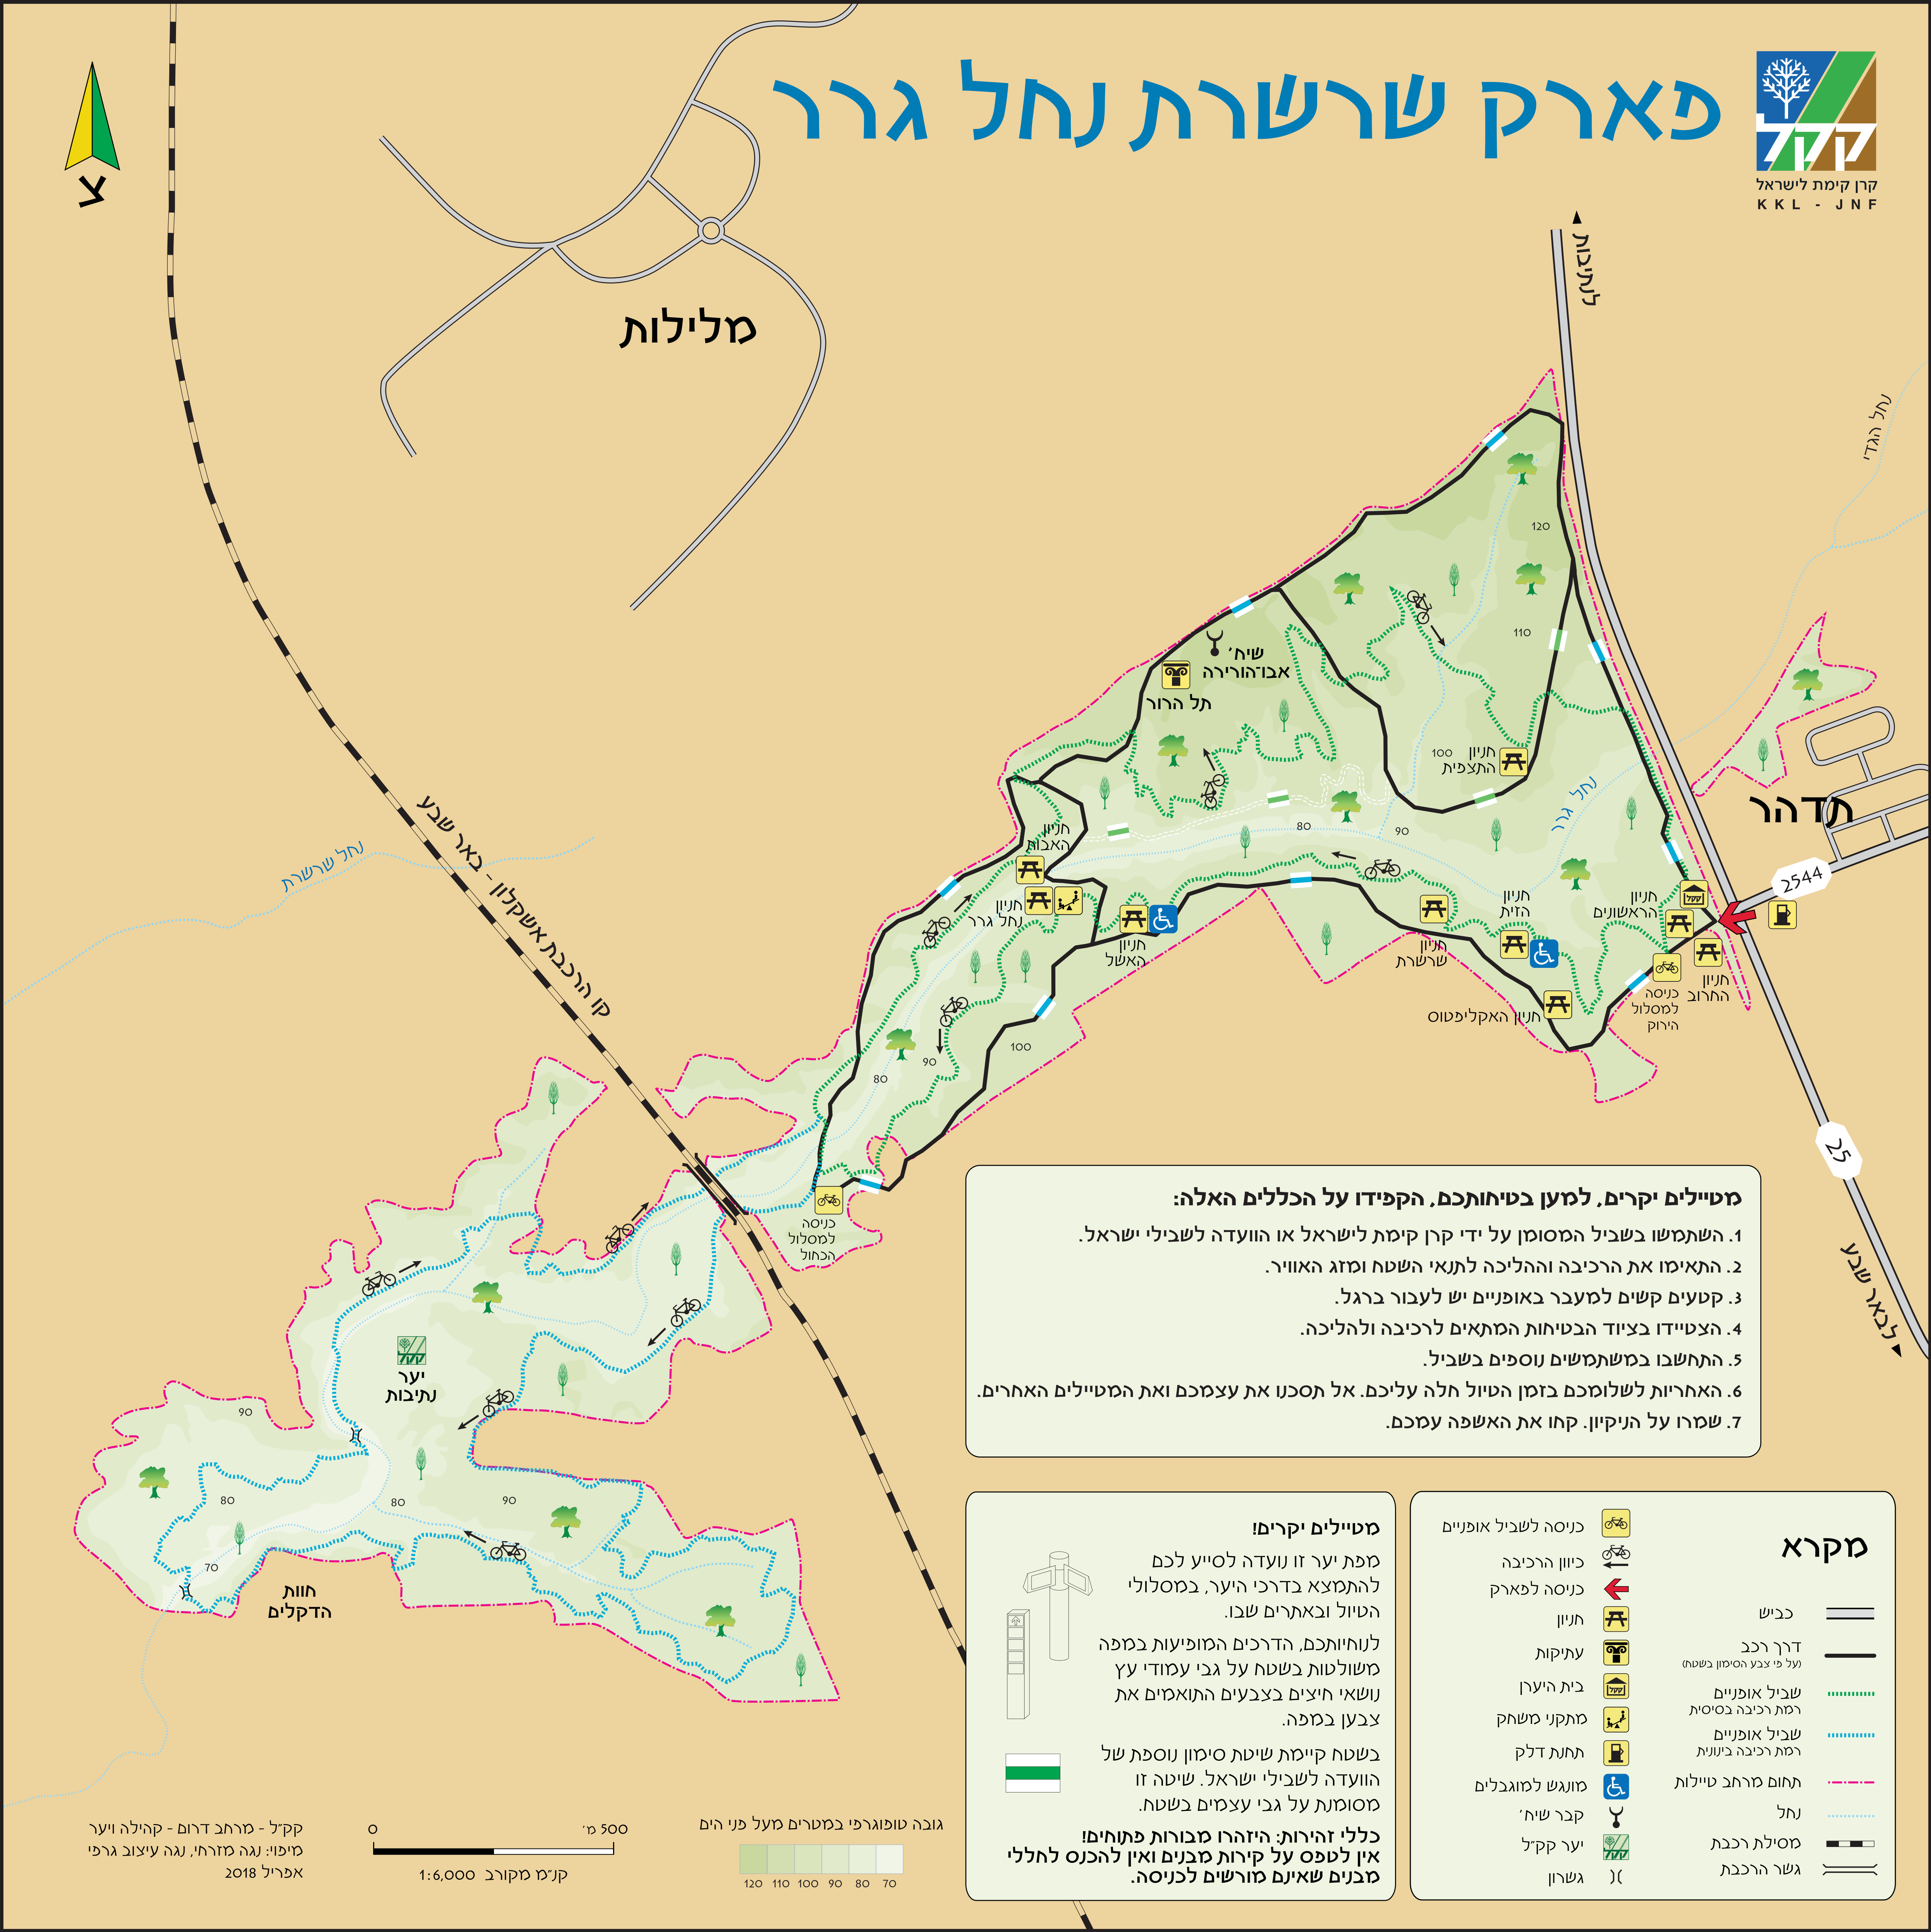 פארק שרשרת נחל גרר
קק״ל
קרן קימת לישראל
KKL - JNF
צ
לנתיבות
נחל הגדי
מלילות
120
110
שיח׳
אבו־הורירה
תל הרור
100
חניון
התצפית
תדהר
נחל גרר
2544
80
90
חניון
האבות
חניון
נחל גרר
חניון
האשל
חניון
שרשרת
חניון
הזית
חניון
הראשונים
קק״ל
חניון
החרוב
כניסה
למסלול
הירוק
חניון האקליפטוס
נחל שרשרת
קו הרכבת אשקלון - באר שבע
100
90
80
25
לבאר שבע
כניסה
למסלול
הכחול
קק״ל
יער
נתיבות
90
80
80
90
70
חוות
הדקלים
מטיילים יקרים, למען בטיחותכם, הקפידו על הכללים האלה:
1. השתמשו בשביל המסומן על ידי קרן קימת לישראל או הוועדה לשבילי ישראל.
2. התאימו את הרכיבה וההליכה לתנאי השטח ומזג האוויר.
3. קטעים קשים למעבר באופניים יש לעבור ברגל.
4. הצטיידו בציוד הבטיחות המתאים לרכיבה ולהליכה.
5. התחשבו במשתמשים נוספים בשביל.
6. האחריות לשלומכם בזמן הטיול חלה עליכם. אל תסכנו את עצמכם ואת המטיילים האחרים.
7. שמרו על הניקיון. קחו את האשפה עמכם.
מקרא
כביש
דרך רכב
(על פי צבע הסימון בשטח)
שביל אופניים
רמת רכיבה בסיסית
שביל אופניים
רמת רכיבה בינונית
תחום מרחב טיילות
נחל
מסילת רכבת
גשר הרכבת
כניסה לשביל אופניים
כיוון הרכיבה
כניסה לפארק
חניון
עתיקות
בית היערן
מתקני משחק
תחנת דלק
מונגש למוגבלים
קבר שיח׳
יער קק״ל
גשרון
מטיילים יקרים!
מפת יער זו נועדה לסייע לכם
להתמצא בדרכי היער, במסלולי
הטיול ובאתרים שבו.
לנוחיותכם, הדרכים המופיעות במפה
משולטות בשטח על גבי עמודי עץ
נושאי חיצים בצבעים התואמים את
צבען במפה.
בשטח קיימת שיטת סימון נוספת של
הוועדה לשבילי ישראל. שיטה זו
מסומנת על גבי עצמים בשטח.
כללי זהירות: היזהרו מבורות פתוחים!
אין לטפס על קירות מבנים ואין להכנס לחללי
מבנים שאינם מורשים לכניסה.
גובה טופוגרפי במטרים מעל פני הים
120 110 100 90 80 70
0 500 מ׳
קנ״מ מקורב 1:6,000
קק״ל - מרחב דרום - קהילה ויער
מיפוי: נגה מזרחי, נגה עיצוב גרפי
אפריל 2018